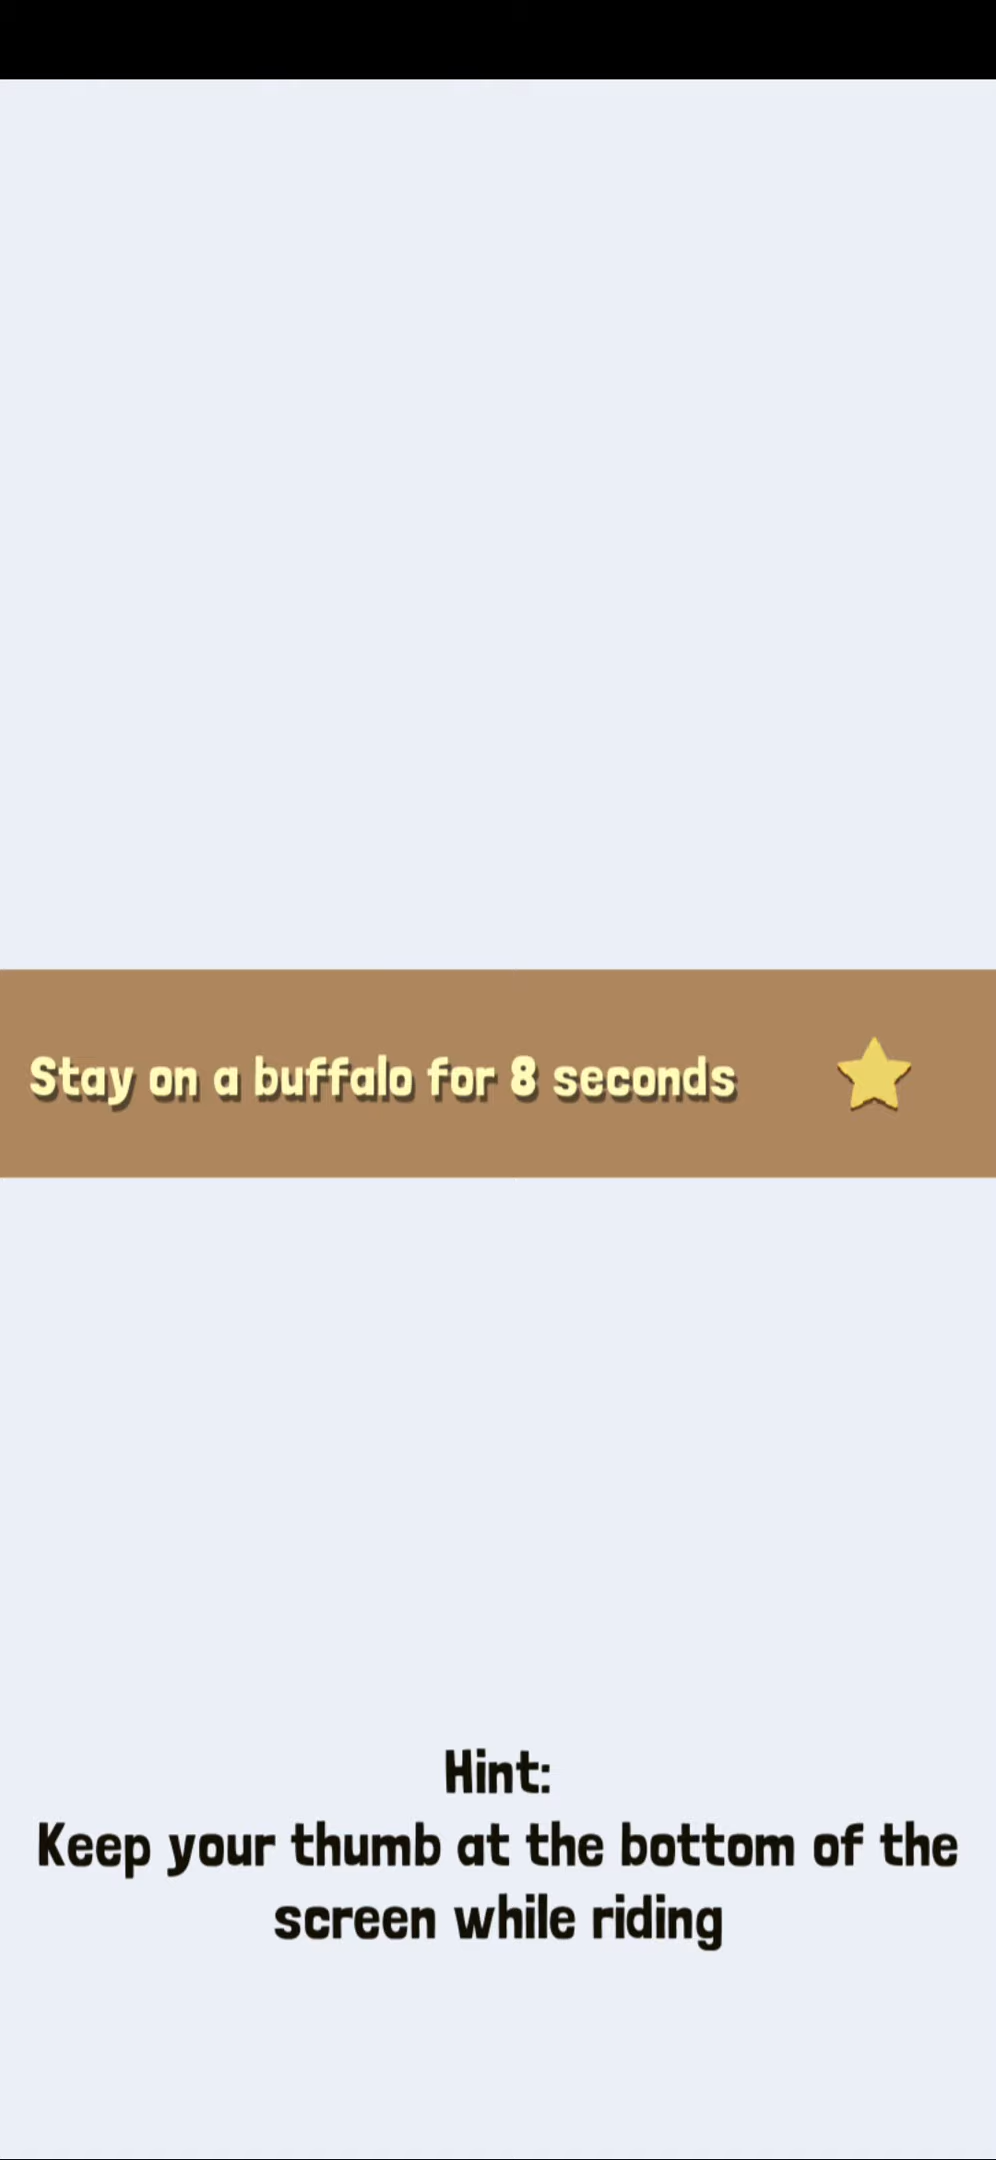 Stay on a buffalo for 8 seconds
Hint:
Keep your thumb at the bottom of the
screen while riding